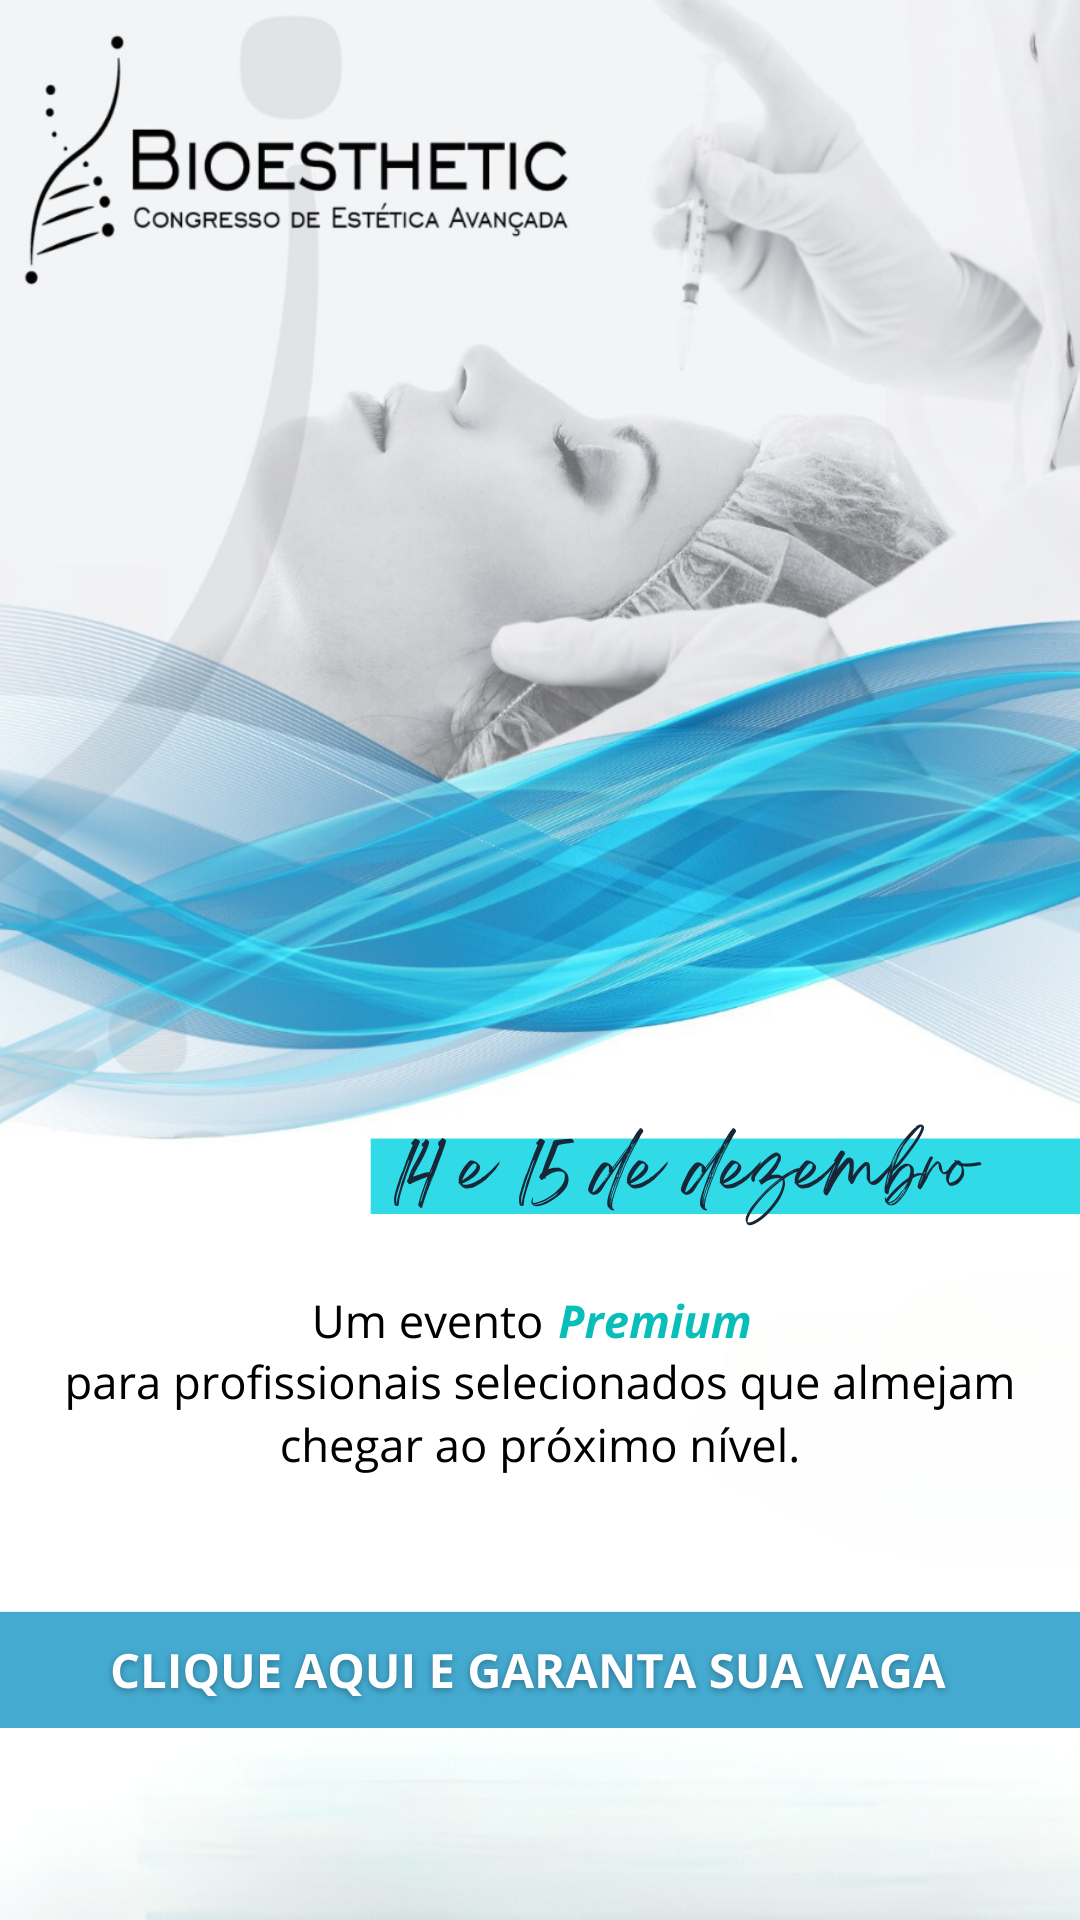 BIOESTHETIC
CONGRESSO DE ESTÉTICA AVANÇADA
14 e 15 de dezembro
Um evento Premium
para profissionais selecionados que almejam
chegar ao próximo nível.
CLIQUE AQUI E GARANTA SUA VAGA